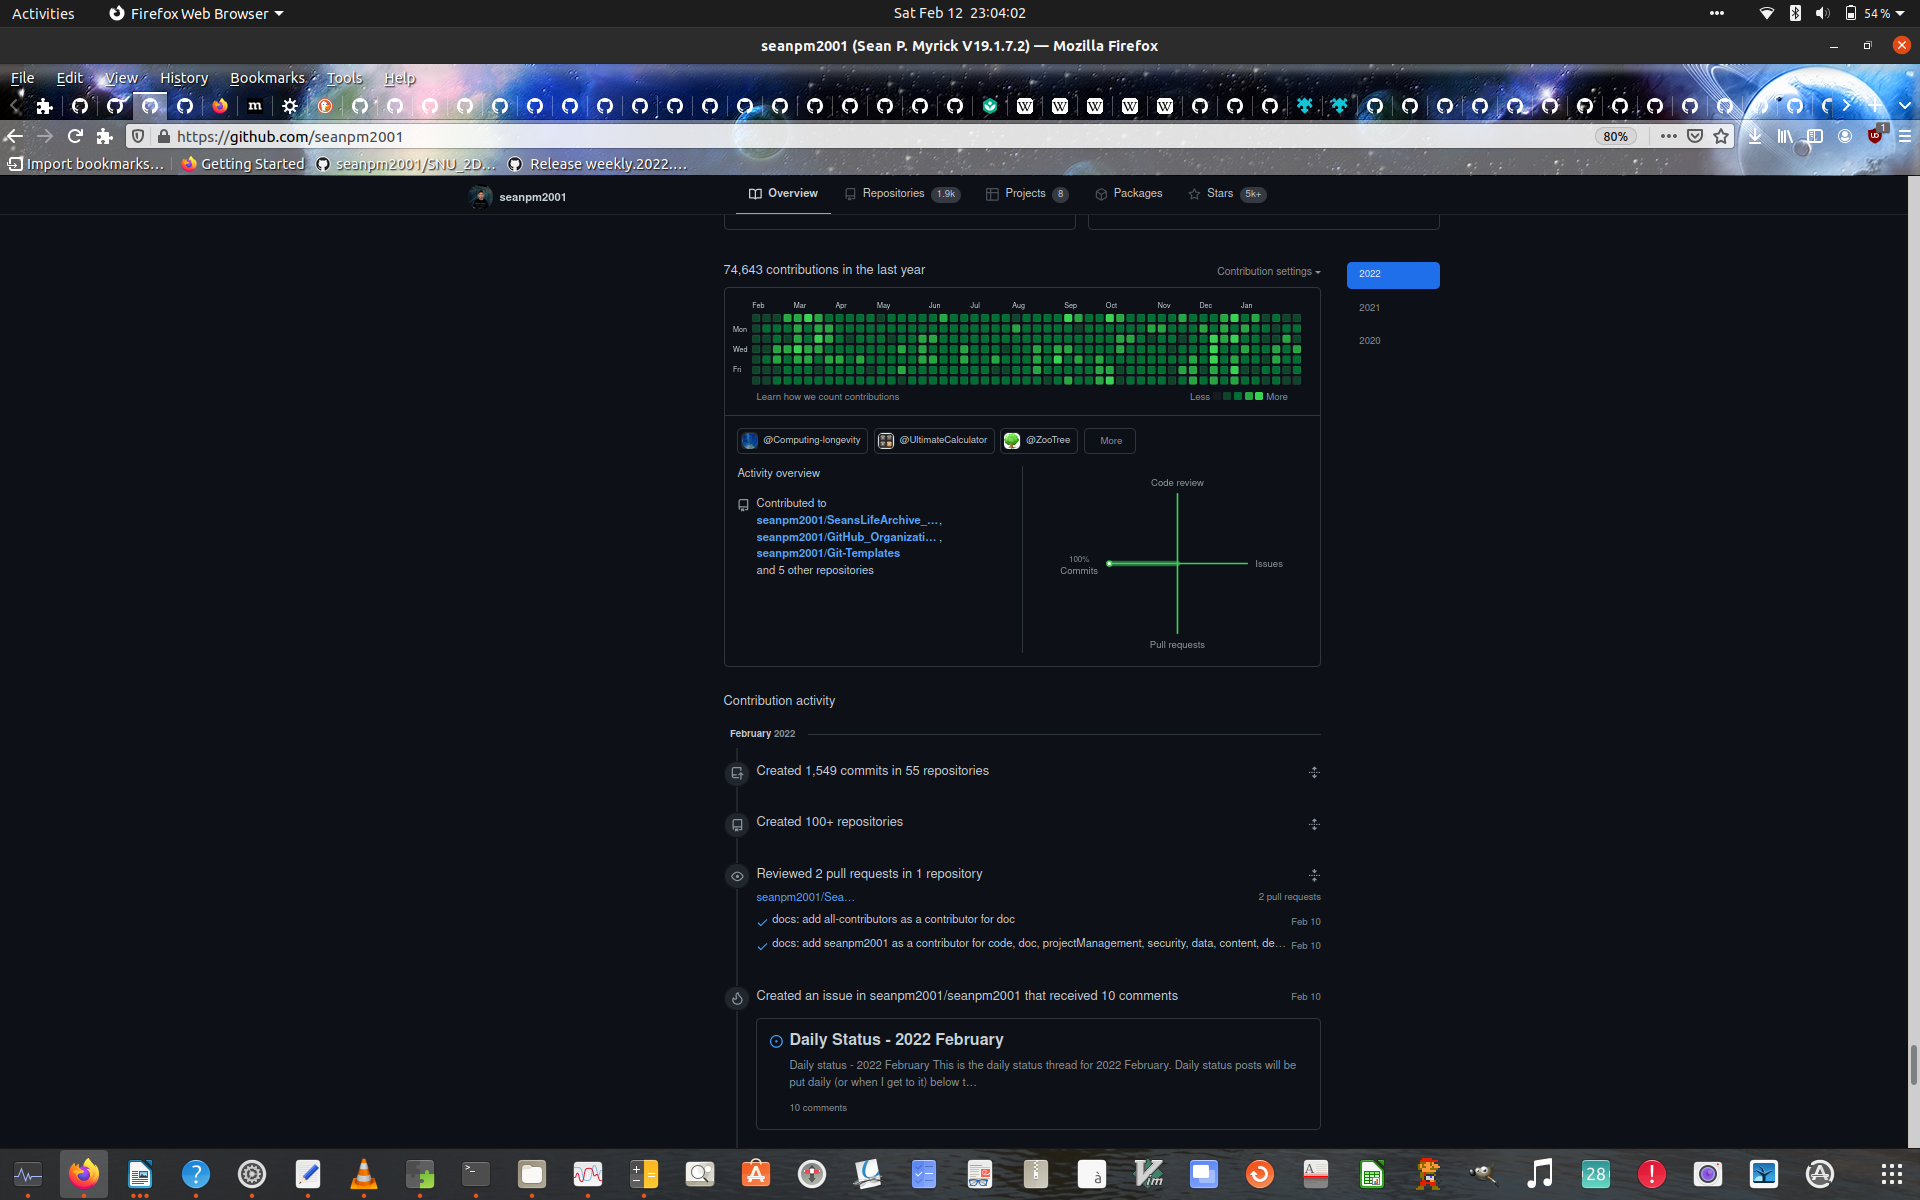 Activities
Firefox Web Browser
Sat Feb 12 23:04:02
54 %
seanpm2001 (Sean P. Myrick V19.1.7.2) — Mozilla Firefox
File Edit View History Bookmarks Tools Help
https://github.com/seanpm2001
80%
1
Import bookmarks…
Getting Started
seanpm2001/SNU_2D…
Release weekly.2022.…
seanpm2001
Overview
Repositories 1.9k
Projects 8
Packages
Stars 5k+
74,643 contributions in the last year
Contribution settings
2022
2021
2020
Feb Mar Apr May Jun Jul Aug Sep Oct Nov Dec Jan
Mon
Wed
Fri
Learn how we count contributions
Less More
@Computing-longevity
@UltimateCalculator
@ZooTree
More
Activity overview
Contributed to
seanpm2001/SeansLifeArchive_…,
seanpm2001/GitHub_Organizati… ,
seanpm2001/Git-Templates
and 5 other repositories
Code review
100%
Commits
Issues
Pull requests
Contribution activity
February 2022
Created 1,549 commits in 55 repositories
Created 100+ repositories
Reviewed 2 pull requests in 1 repository
seanpm2001/Sea…
2 pull requests
docs: add all-contributors as a contributor for doc
Feb 10
docs: add seanpm2001 as a contributor for code, doc, projectManagement, security, data, content, de…
Feb 10
Created an issue in seanpm2001/seanpm2001 that received 10 comments
Feb 10
Daily Status - 2022 February
Daily status - 2022 February This is the daily status thread for 2022 February. Daily status posts will be
put daily (or when I get to it) below t…
10 comments
28